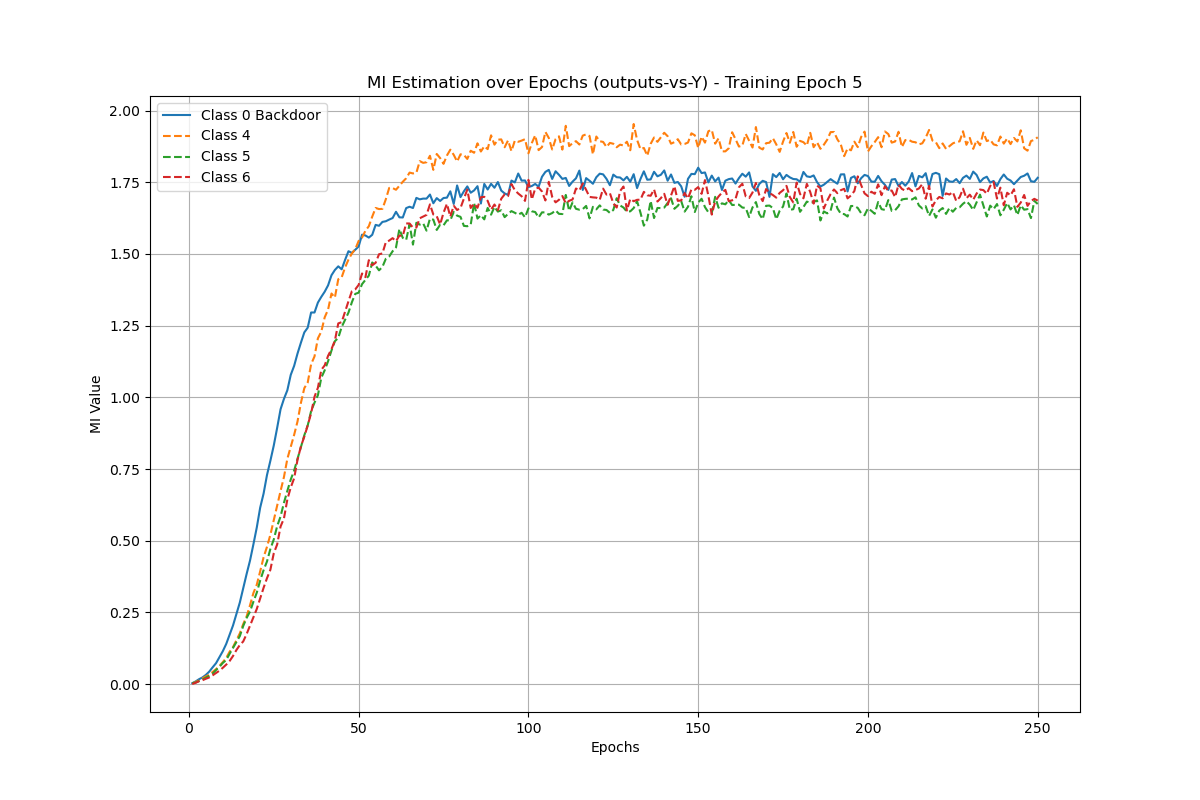 MI Estimation over Epochs (outputs-vs-Y) - Training Epoch 5
Class 0 Backdoor
Class 4
Class 5
Class 6
MI Value
2.00
1.75
1.50
1.25
1.00
0.75
0.50
0.25
0.00
0 50 100 150 200 250
Epochs